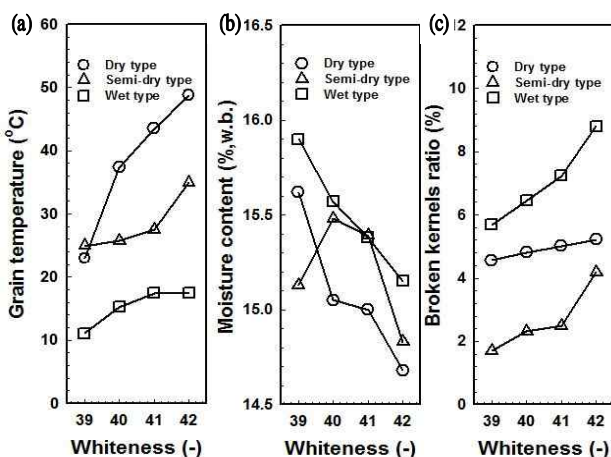 (a)
60
50
40
30
20
10
0
Dry type
Semi-dry type
Wet type
Grain temperature (°C)
39 40 41 42
Whiteness (-)
(b)
16.5
16.0
15.5
15.0
14.5
Dry type
Semi-dry type
Wet type
Moisture content (%,w.b.)
39 40 41 42
Whiteness (-)
(c)
12
10
8
6
4
2
0
Dry type
Semi-dry type
Wet type
Broken kernels ratio (%)
39 40 41 42
Whiteness (-)